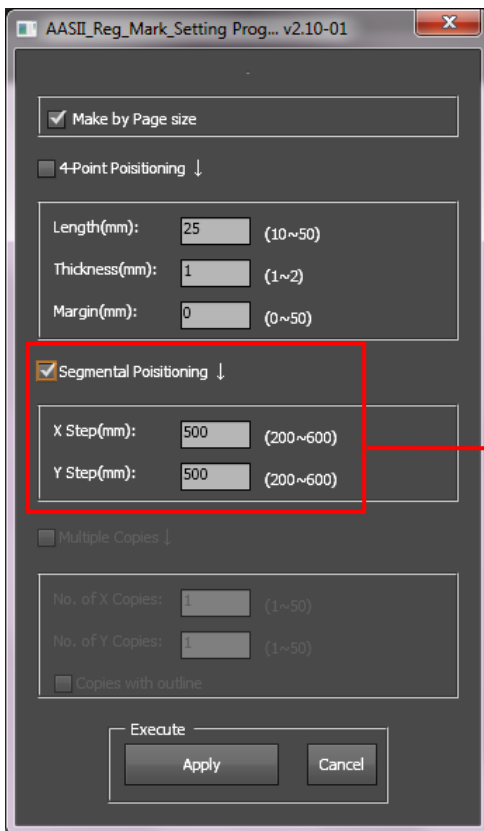 AASII_Reg_Mark_Setting Prog... v2.10-01
Make by Page size
4-Point Poisitioning ↓
Length(mm): 25 (10~50)
Thickness(mm): 1 (1~2)
Margin(mm): 0 (0~50)
Segmental Poisitioning ↓
X Step(mm): 500 (200~600)
Y Step(mm): 500 (200~600)
Multiple Copies ↓
No. of X Copies: 1 (1~50)
No. of Y Copies: 1 (1~50)
Copies with outline
Execute
Apply Cancel